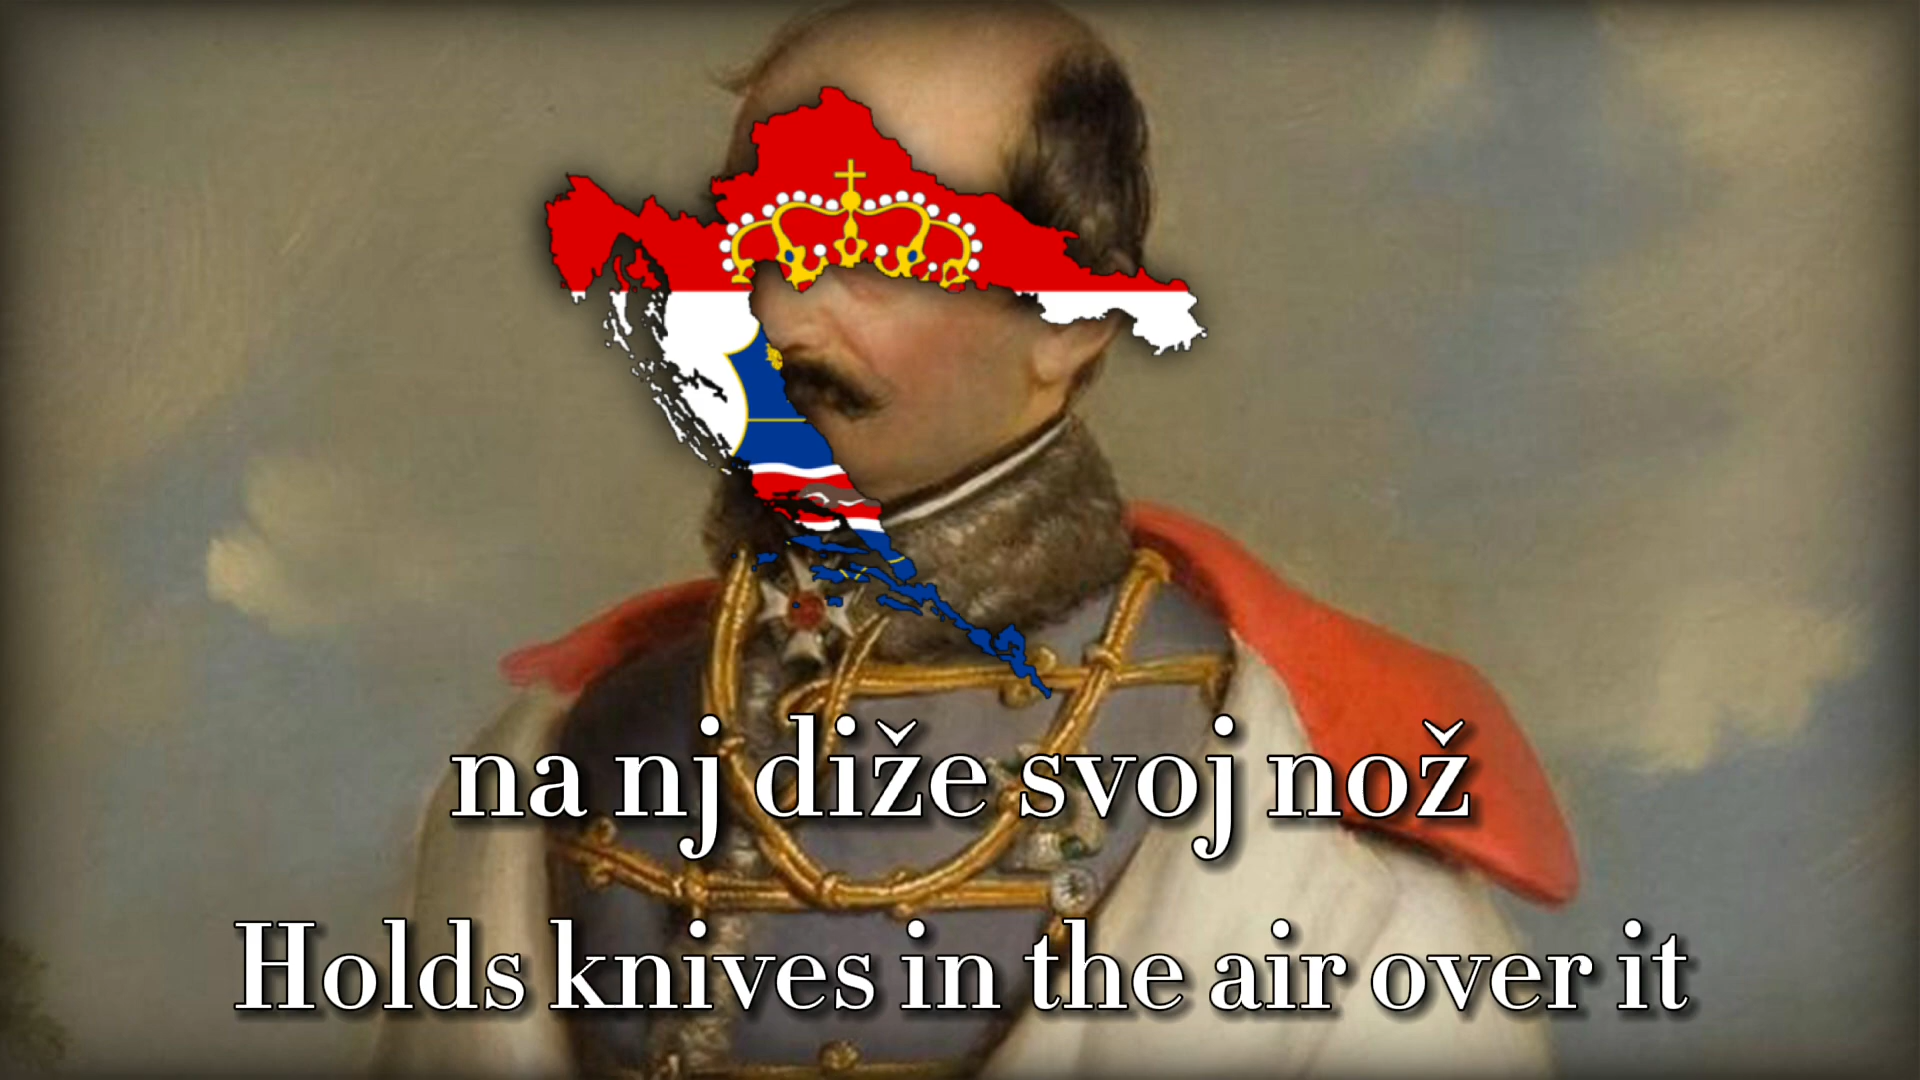 na nj diže svoj nož
Holds knives in the air over it